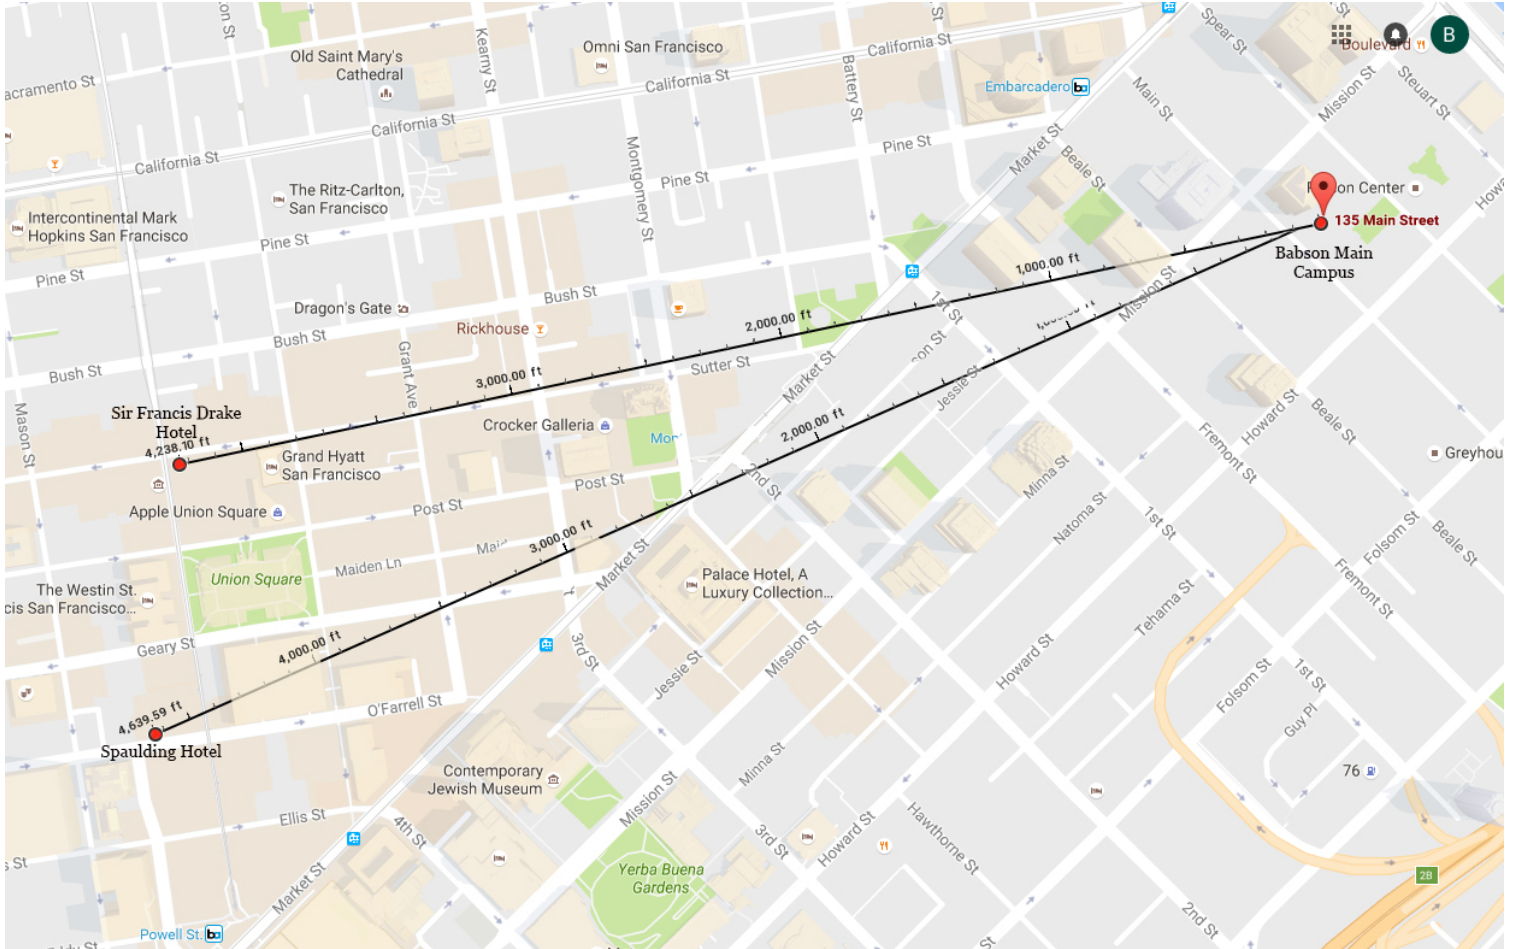 Spear St
Boulevard
B
Kearny St
Omni San Francisco
California St
Old Saint Mary's
Cathedral
Battery St
Embarcadero
Main St
Mission St
Steuart St
California St
California St
California St
Montgomery St
Pine St
Market St
Beale St
Pine St
The Ritz-Carlton,
San Francisco
Intercontinental Mark
Hopkins San Francisco
Pine St
Pine St
135 Main Street
Babson Main
Campus
1,000.00 ft
Mission St
Bush St
Dragon's Gate
Rickhouse
2,000.00 ft
1st St
Bush St
Bush St
Grant Ave
3,000.00 ft
Sutter St
Market St
Jessie St
Mason St
Sir Francis Drake
Hotel
4,238.10 ft
Crocker Galleria
2,000.00 ft
Howard St
Beale St
Fremont St
Grand Hyatt
San Francisco
Post St
Post St
2nd St
Minna St
Natoma St
1st St
Apple Union Square
3,000.00 ft
Folsom St
Beale St
Maiden Ln
Union Square
Market St
Palace Hotel, A
Luxury Collection...
The Westin St.
cis San Francisco...
Fremont St
Tehama St
Geary St
4,000.00 ft
3rd St
Jessie St
Mission St
Howard St
Folsom St
1st St
Guy Pl
4,639.59 ft
Spaulding Hotel
O'Farrell St
Contemporary
Jewish Museum
Minna St
Mission St
76
Ellis St
4th St
3rd St
Howard St
Hawthorne St
Market St
Yerba Buena
Gardens
2B
Powell St.
2nd St